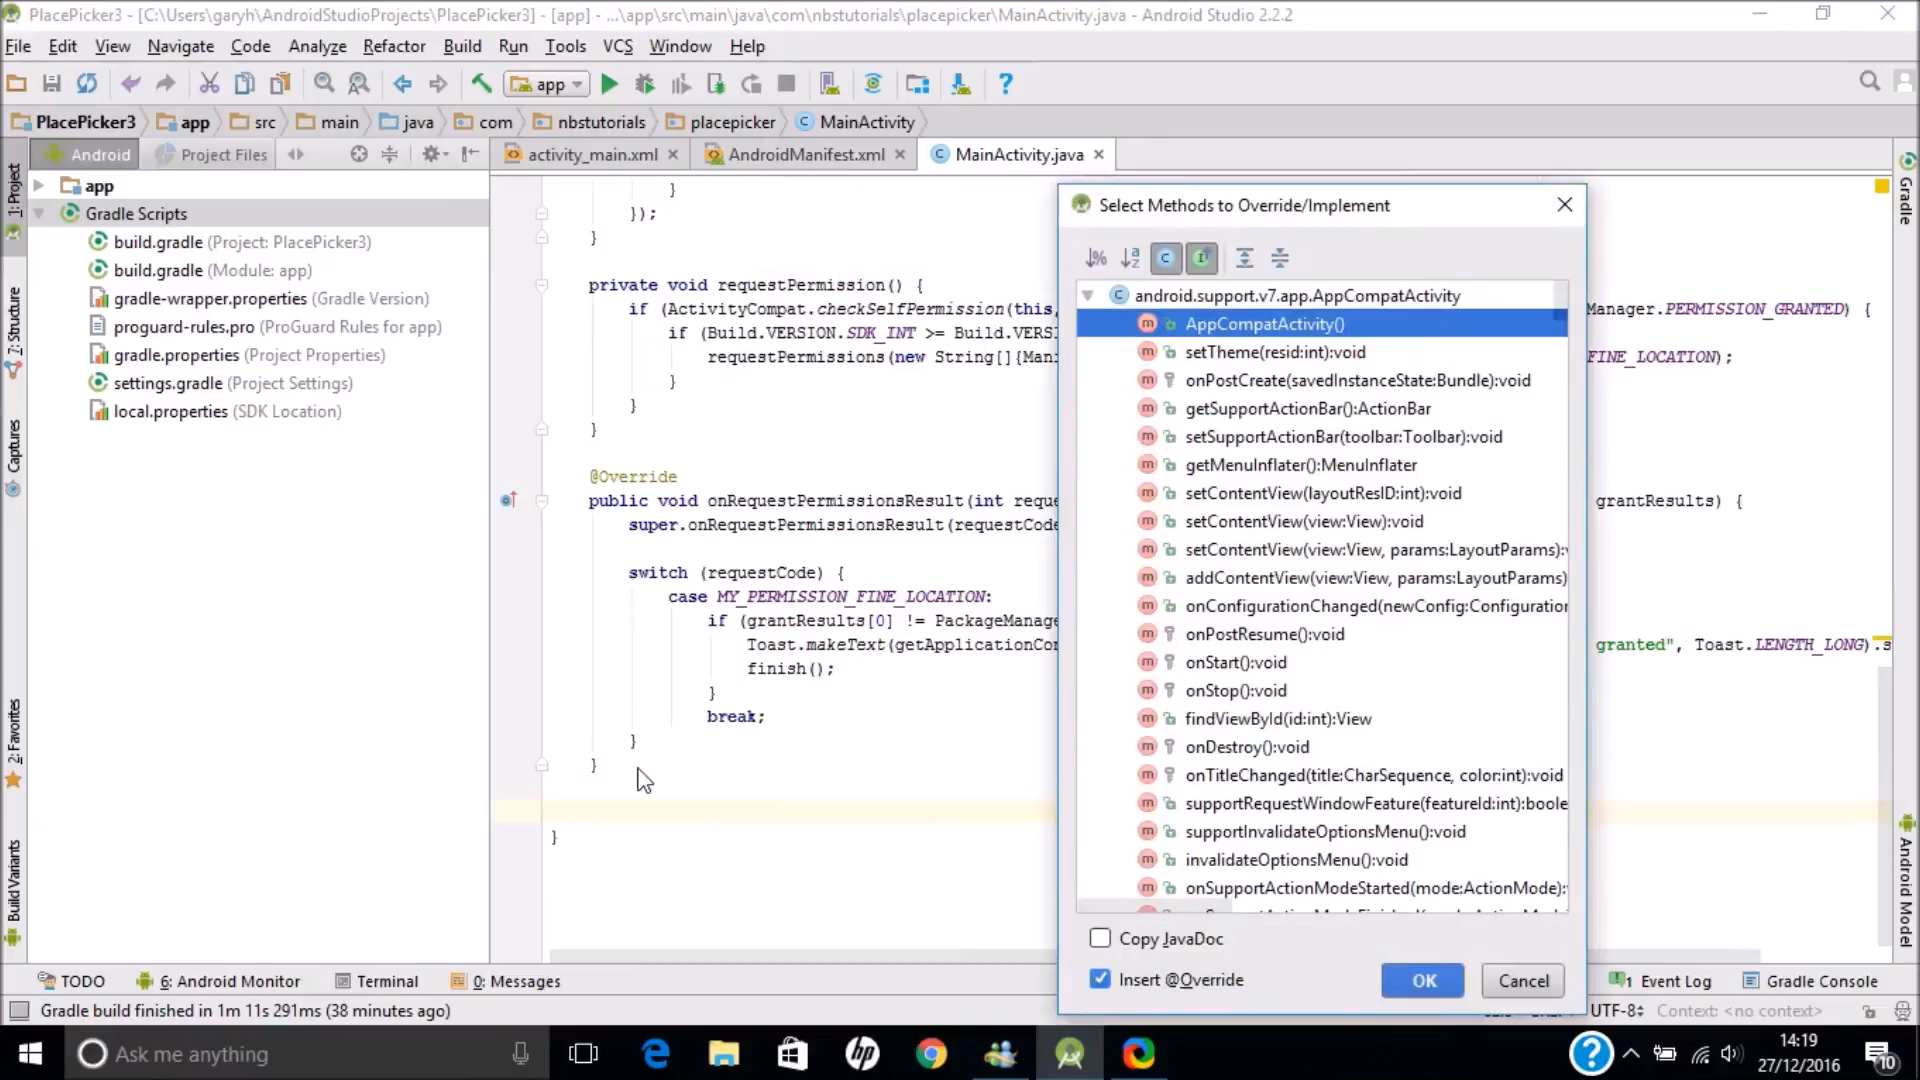 PlacePicker3 - [C:\Users\garyh\AndroidStudioProjects\PlacePicker3] - [app] - ...\app\src\main\java\com\nbstutorials\placepicker\MainActivity.java - Android Studio 2.2.2
File Edit View Navigate Code Analyze Refactor Build Run Tools VCS Window Help
app
PlacePicker3 app src main java com nbstutorials placepicker MainActivity
Android Project Files activity_main.xml AndroidManifest.xml MainActivity.java
1: Project
7: Structure
Captures
2: Favorites
Build Variants
app
Gradle Scripts
build.gradle (Project: PlacePicker3)
build.gradle (Module: app)
gradle-wrapper.properties (Gradle Version)
proguard-rules.pro (ProGuard Rules for app)
gradle.properties (Project Properties)
settings.gradle (Project Settings)
local.properties (SDK Location)
}
});
}
private void requestPermission() {
if (ActivityCompat.checkSelfPermission(this, Manager.PERMISSION_GRANTED) {
if (Build.VERSION.SDK_INT >= Build.VERS
requestPermissions(new String[]{Mani FINE_LOCATION);
}
}
}
@Override
public void onRequestPermissionsResult(int reque grantResults) {
super.onRequestPermissionsResult(requestCode
switch (requestCode) {
case MY_PERMISSION_FINE_LOCATION:
if (grantResults[0] != PackageManage
Toast.makeText(getApplicationCon granted", Toast.LENGTH_LONG).s
finish();
}
break;
}
}
}
Select Methods to Override/Implement
android.support.v7.app.AppCompatActivity
AppCompatActivity()
setTheme(resid:int):void
onPostCreate(savedInstanceState:Bundle):void
getSupportActionBar():ActionBar
setSupportActionBar(toolbar:Toolbar):void
getMenuInflater():MenuInflater
setContentView(layoutResID:int):void
setContentView(view:View):void
setContentView(view:View, params:LayoutParams):v
addContentView(view:View, params:LayoutParams)
onConfigurationChanged(newConfig:Configuration
onPostResume():void
onStart():void
onStop():void
findViewById(id:int):View
onDestroy():void
onTitleChanged(title:CharSequence, color:int):void
supportRequestWindowFeature(featureId:int):boole
supportInvalidateOptionsMenu():void
invalidateOptionsMenu():void
onSupportActionModeStarted(mode:ActionMode):
Copy JavaDoc
Insert @Override
OK Cancel
Gradle
Android Model
TODO 6: Android Monitor Terminal 0: Messages 1 Event Log Gradle Console
Gradle build finished in 1m 11s 291ms (38 minutes ago) UTF-8 Context: <no context>
Ask me anything
14:19
27/12/2016
10